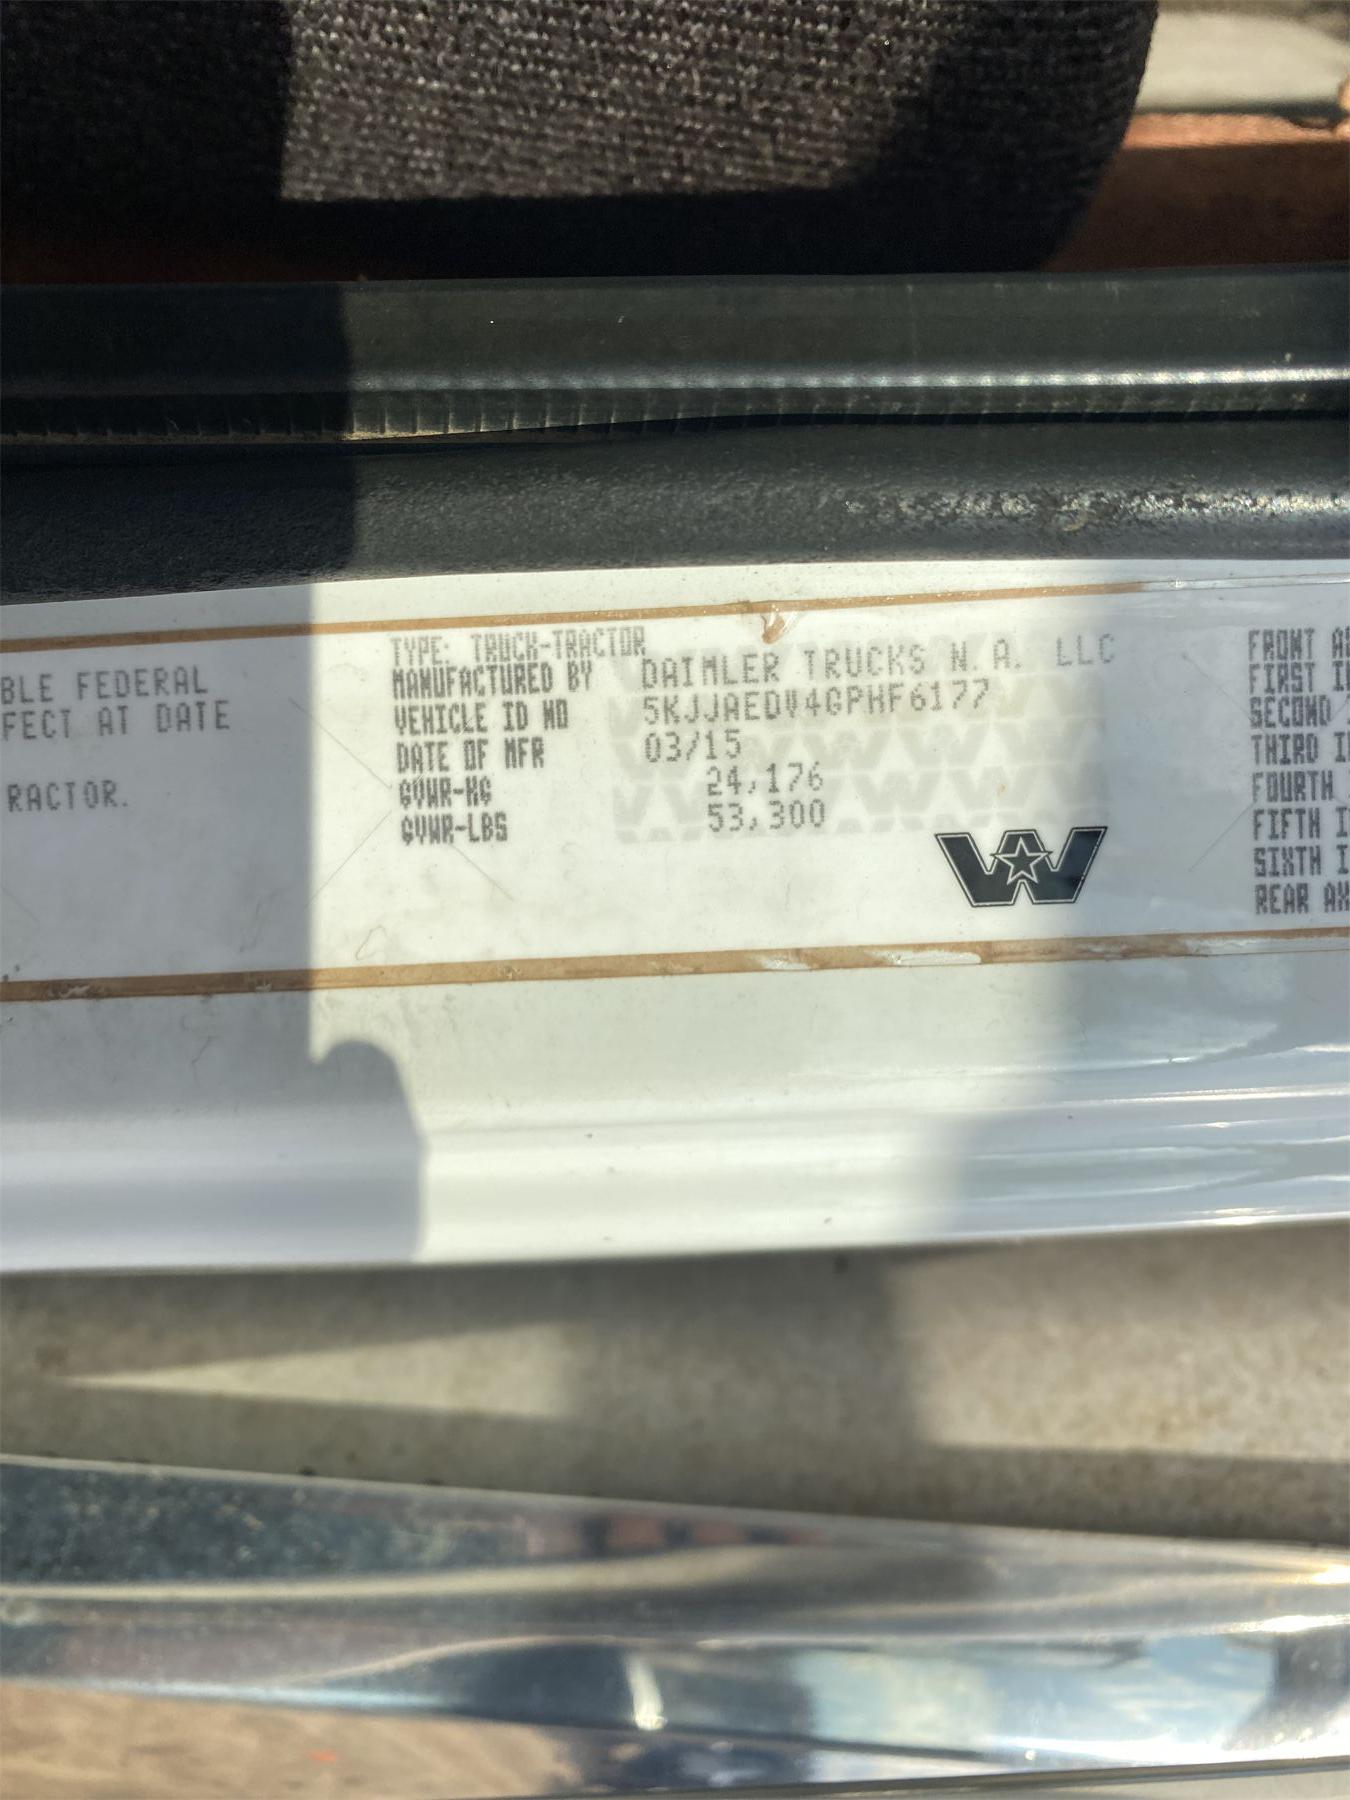 BLE FEDERAL
FECT AT DATE
RACTOR.
TYPE: TRUCK-TRACTOR
MANUFACTURED BY DAIMLER TRUCKS N.A. LLC
VEHICLE ID NO 5KJJAEDV4GPHF6177
DATE OF MFR 03/15
GVWR-KG 24,176
GVWR-LBS 53,300
W
FRONT A
FIRST I
SECOND
THIRD I
FOURTH
FIFTH I
SIXTH I
REAR AX